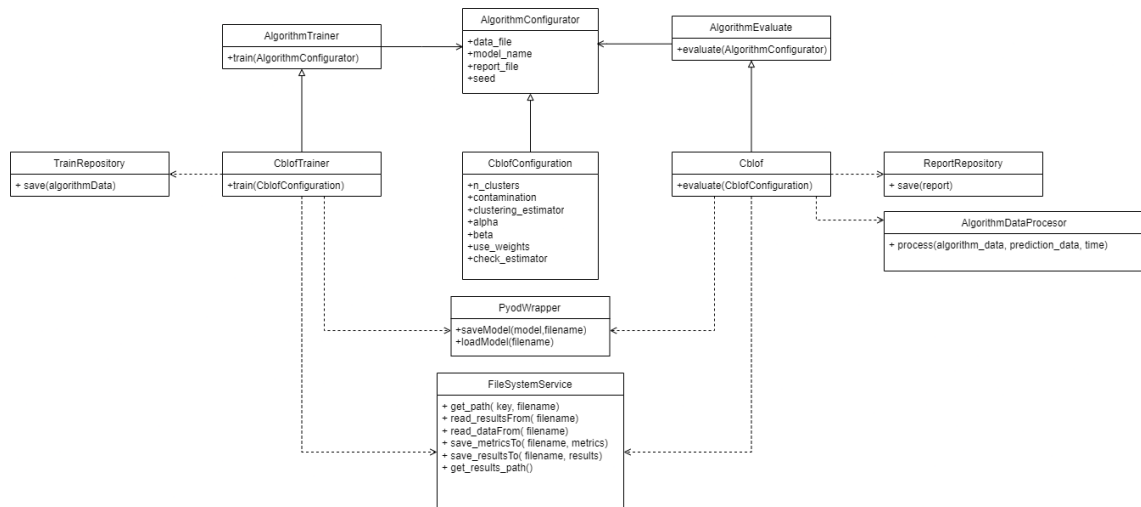 AlgorithmTrainer
+train(AlgorithmConfigurator)
AlgorithmConfigurator
+data_file
+model_name
+report_file
+seed
AlgorithmEvaluate
+evaluate(AlgorithmConfigurator)
TrainRepository
+ save(algorithmData)
CblofTrainer
+train(CblofConfiguration)
CblofConfiguration
+n_clusters
+contamination
+clustering_estimator
+alpha
+beta
+use_weights
+check_estimator
Cblof
+evaluate(CblofConfiguration)
ReportRepository
+ save(report)
AlgorithmDataProcesor
+ process(algorithm_data, prediction_data, time)
PyodWrapper
+saveModel(model,filename)
+loadModel(filename)
FileSystemService
+ get_path( key, filename)
+ read_resultsFrom( filename)
+ read_dataFrom( filename)
+ save_metricsTo( filename, metrics)
+ save_resultsTo( filename, results)
+ get_results_path()